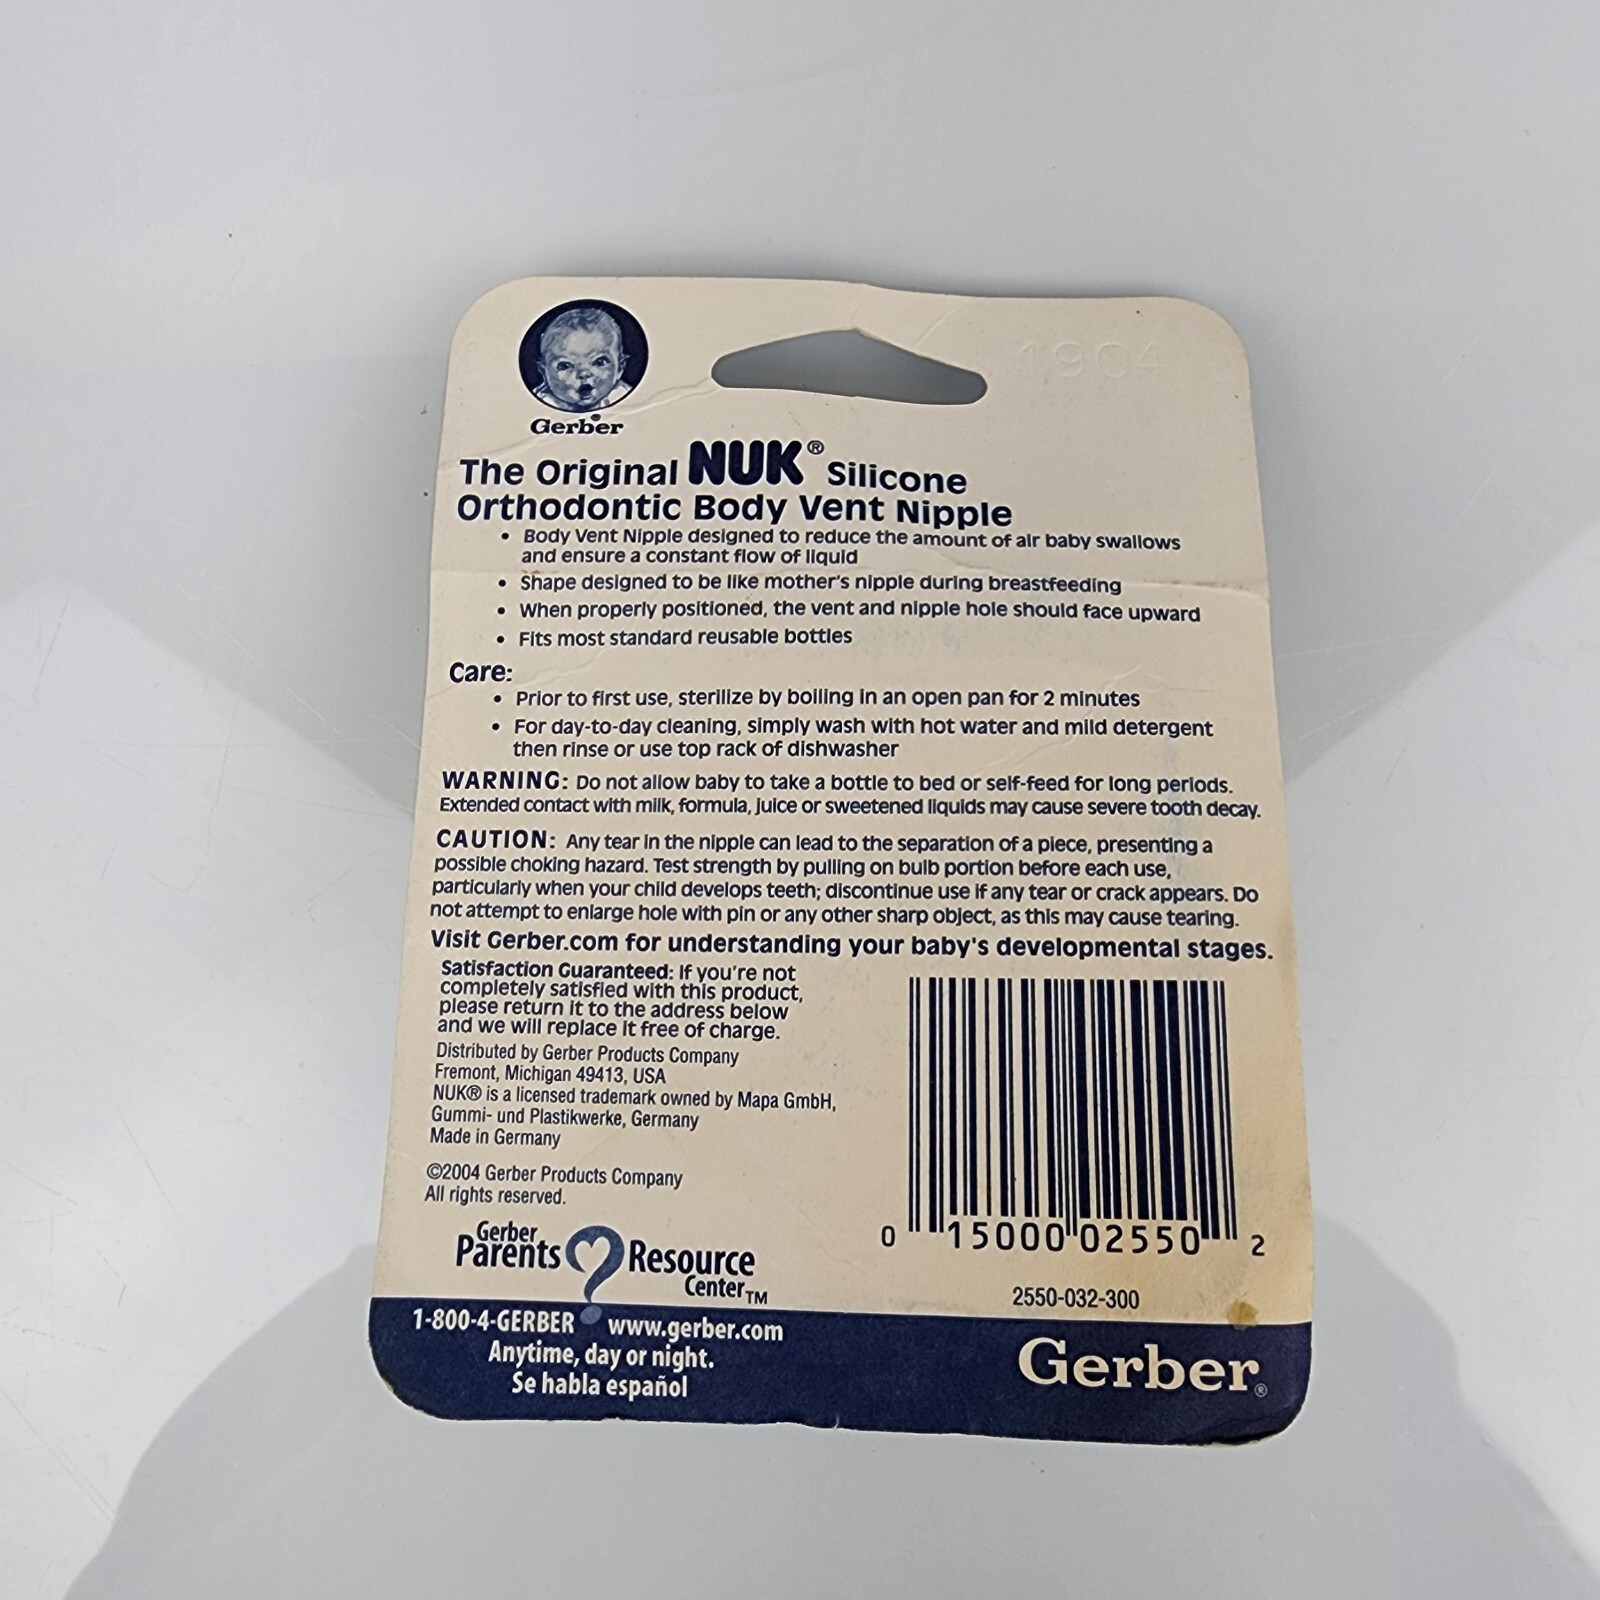 1904
Gerber®
The Original NUK® Silicone
Orthodontic Body Vent Nipple
• Body Vent Nipple designed to reduce the amount of air baby swallows
and ensure a constant flow of liquid
• Shape designed to be like mother's nipple during breastfeeding
• When properly positioned, the vent and nipple hole should face upward
• Fits most standard reusable bottles
Care:
• Prior to first use, sterilize by boiling in an open pan for 2 minutes
• For day-to-day cleaning, simply wash with hot water and mild detergent
then rinse or use top rack of dishwasher
WARNING: Do not allow baby to take a bottle to bed or self-feed for long periods.
Extended contact with milk, formula, juice or sweetened liquids may cause severe tooth decay.
CAUTION: Any tear in the nipple can lead to the separation of a piece, presenting a
possible choking hazard. Test strength by pulling on bulb portion before each use,
particularly when your child develops teeth; discontinue use if any tear or crack appears. Do
not attempt to enlarge hole with pin or any other sharp object, as this may cause tearing.
Visit Gerber.com for understanding your baby's developmental stages.
Satisfaction Guaranteed: If you're not
completely satisfied with this product,
please return it to the address below
and we will replace it free of charge.
Distributed by Gerber Products Company
Fremont, Michigan 49413, USA
NUK® is a licensed trademark owned by Mapa GmbH,
Gummi- und Plastikwerke, Germany
Made in Germany
©2004 Gerber Products Company
All rights reserved.
Gerber
Parents Resource
Center™
1-800-4-GERBER www.gerber.com
Anytime, day or night.
Se habla español
0 15000 02550 2
2550-032-300
Gerber®